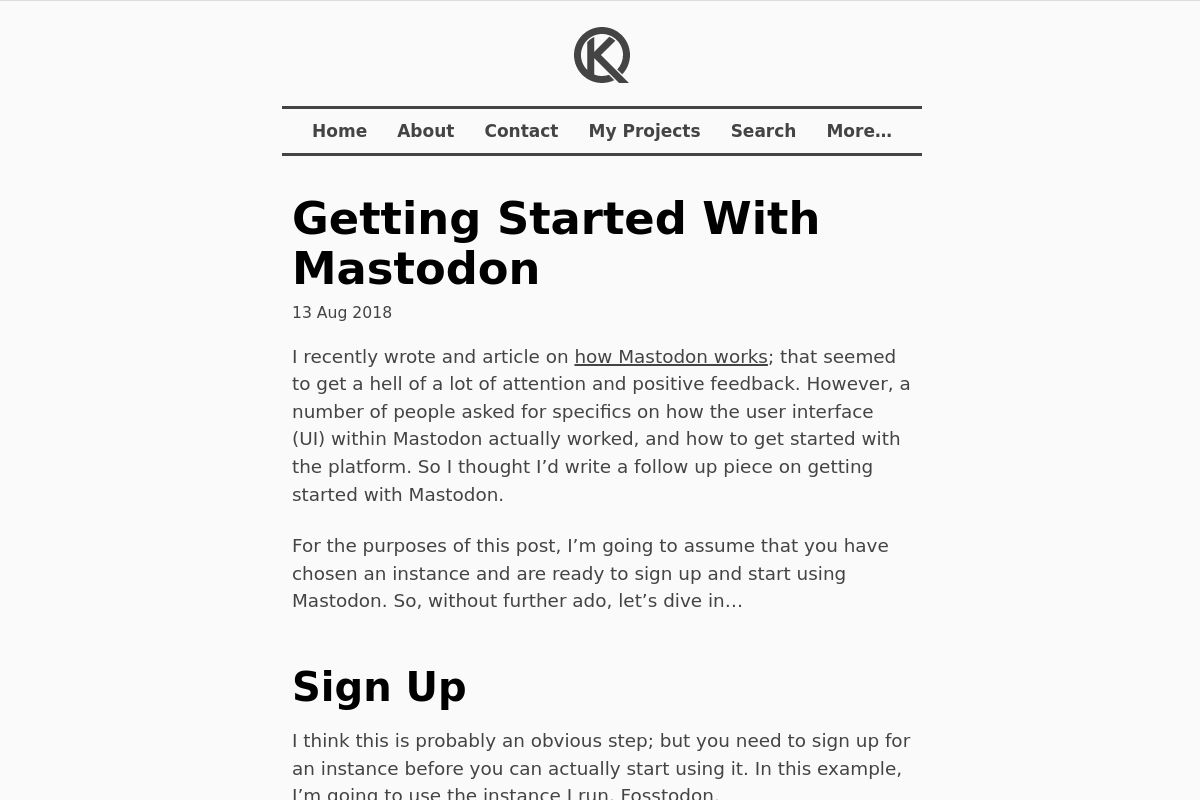 Home About Contact My Projects Search More…
Getting Started With
Mastodon
13 Aug 2018
I recently wrote and article on how Mastodon works; that seemed
to get a hell of a lot of attention and positive feedback. However, a
number of people asked for specifics on how the user interface
(UI) within Mastodon actually worked, and how to get started with
the platform. So I thought I’d write a follow up piece on getting
started with Mastodon.
For the purposes of this post, I’m going to assume that you have
chosen an instance and are ready to sign up and start using
Mastodon. So, without further ado, let’s dive in…
Sign Up
I think this is probably an obvious step; but you need to sign up for
an instance before you can actually start using it. In this example,
I’m going to use the instance I run, Fosstodon.